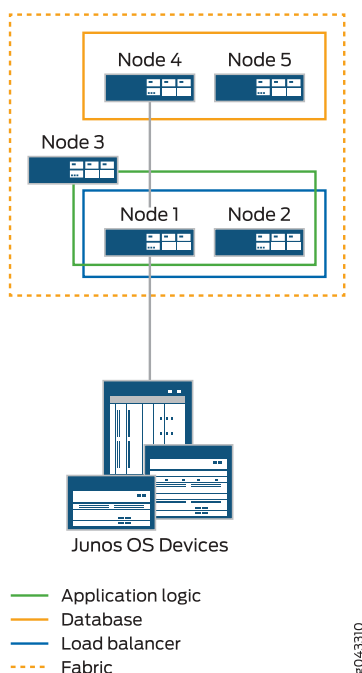 Node 4
Node 5
Node 3
Node 1
Node 2
Junos OS Devices
Application logic
Database
Load balancer
Fabric
g043310